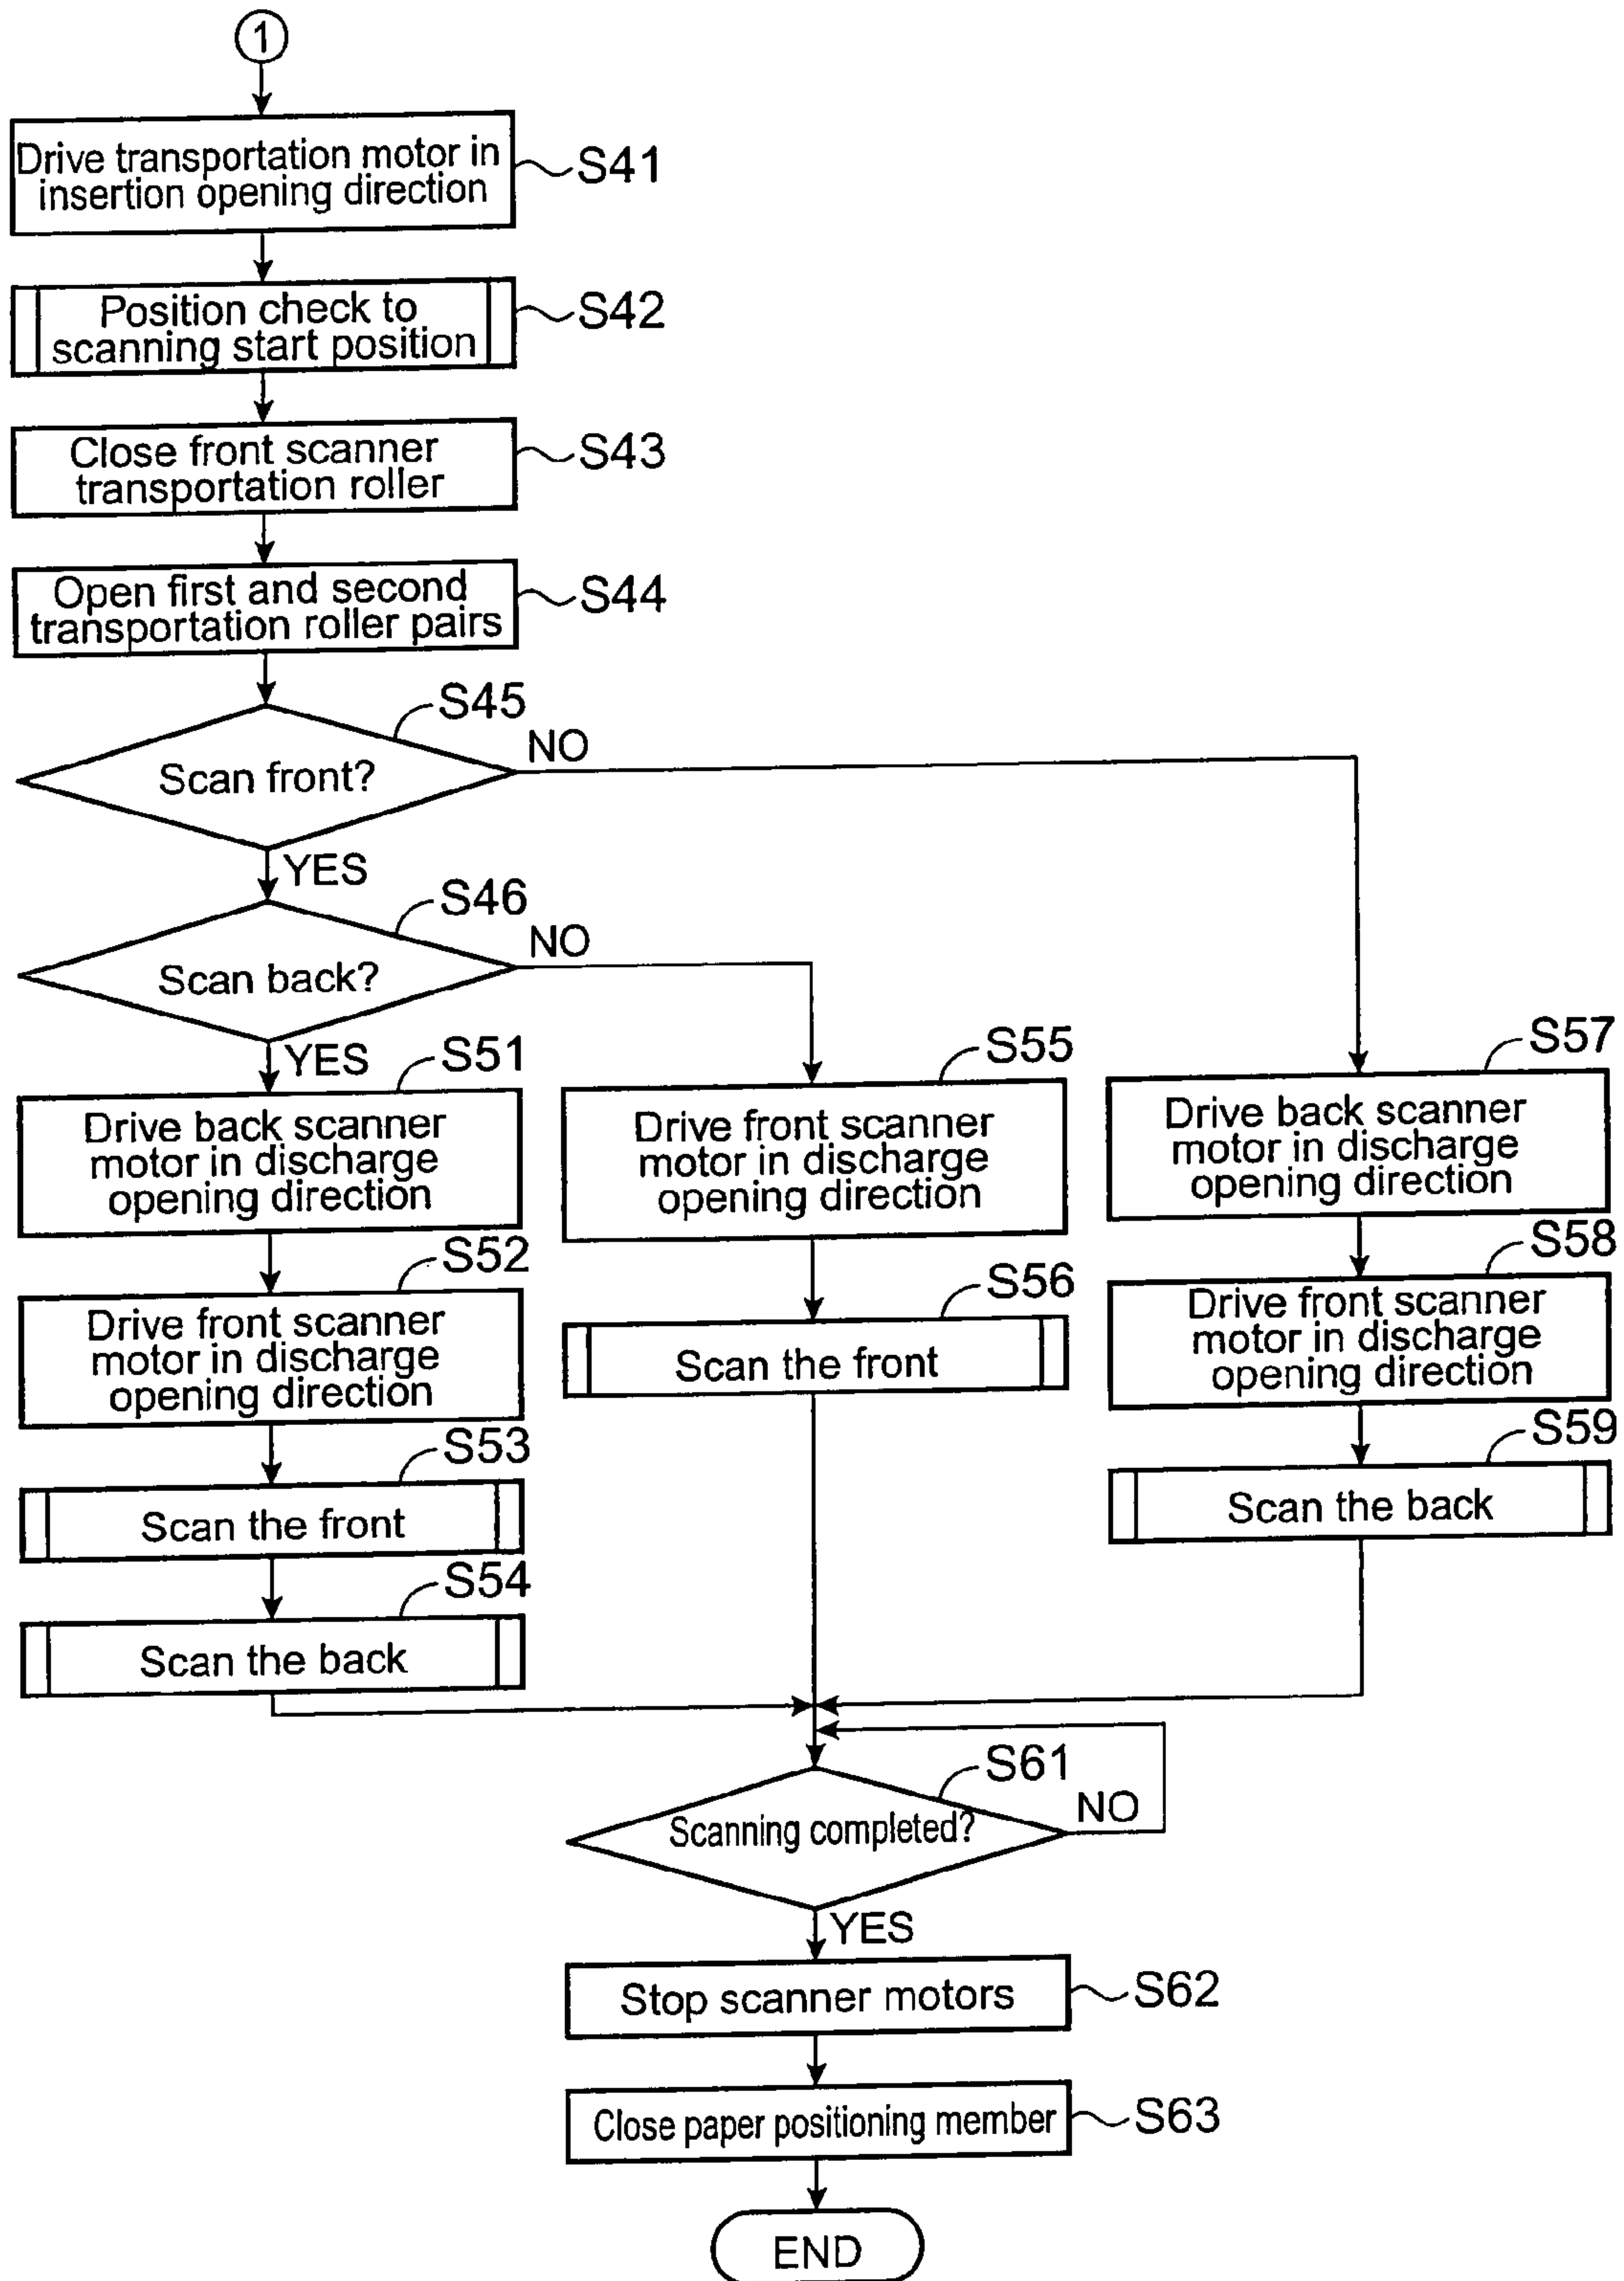 1
Drive transportation motor in
insertion opening direction
S41
Position check to
scanning start position
S42
Close front scanner
transportation roller
S43
Open first and second
transportation roller pairs
S44
S45
Scan front?
NO
YES
S46
Scan back?
NO
YES
S51
Drive back scanner
motor in discharge
opening direction
S52
Drive front scanner
motor in discharge
opening direction
S53
Scan the front
S54
Scan the back
S55
Drive front scanner
motor in discharge
opening direction
S56
Scan the front
S57
Drive back scanner
motor in discharge
opening direction
S58
Drive front scanner
motor in discharge
opening direction
S59
Scan the back
S61
Scanning completed?
NO
YES
Stop scanner motors
S62
Close paper positioning member
S63
END